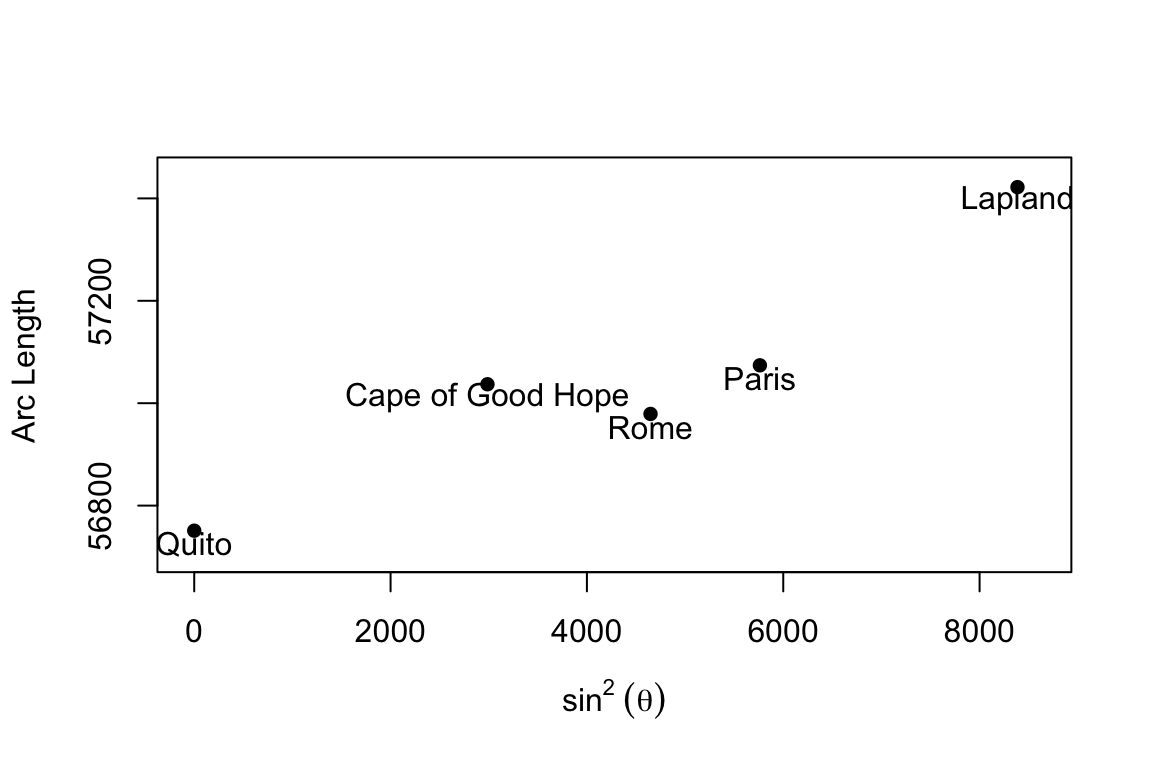 Lapland
57200
Arc Length
Paris
Cape of Good Hope
Rome
56800
Quito
0 2000 4000 6000 8000
sin² (θ)